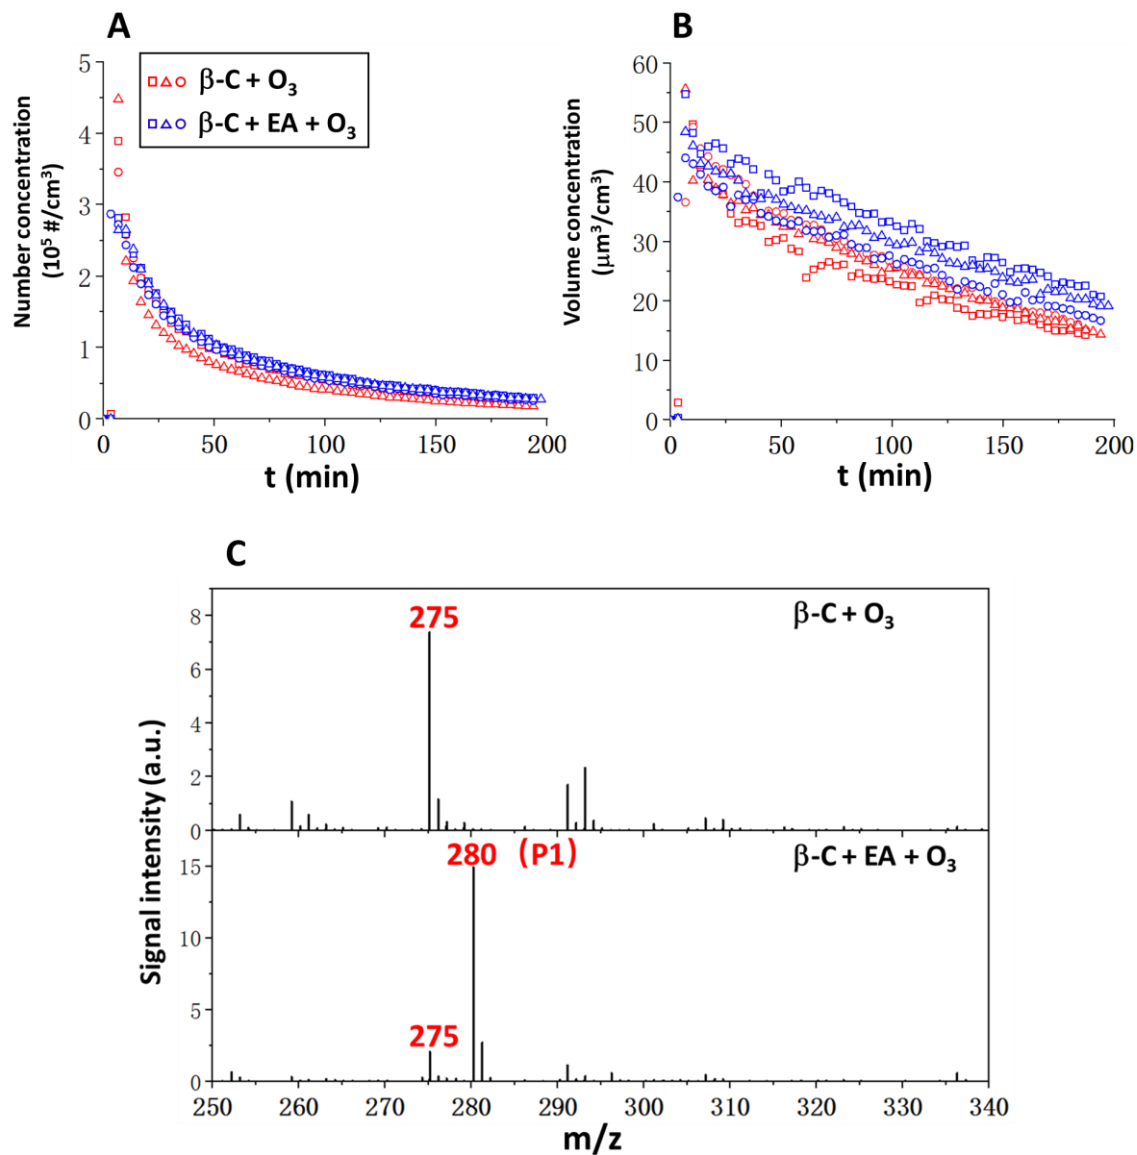 A
Number concentration
(10⁵ #/cm³)
5
4
3
2
1
0
β-C + O₃
β-C + EA + O₃
0 50 100 150 200
t (min)
B
Volume concentration
(μm³/cm³)
60
50
40
30
20
10
0
0 50 100 150 200
t (min)
C
Signal intensity (a.u.)
8
6
4
2
0
275
β-C + O₃
15
10
5
0
280 (P1)
β-C + EA + O₃
275
250 260 270 280 290 300 310 320 330 340
m/z